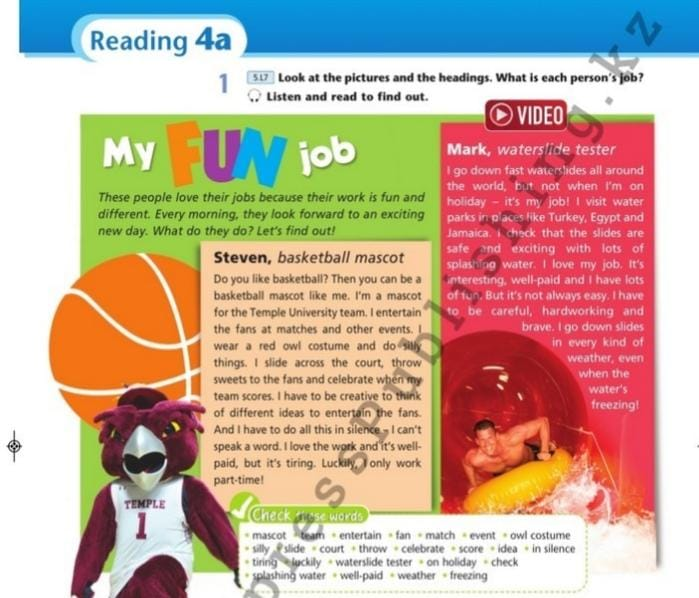 Reading 4a
1
S.L7 Look at the pictures and the headings. What is each person's job?
Listen and read to find out.
VIDEO
My FUN job
These people love their jobs because their work is fun and
different. Every morning, they look forward to an exciting
new day. What do they do? Let's find out!
Steven, basketball mascot
Do you like basketball? Then you can be a
basketball mascot like me. I'm a mascot
for the Temple University team. I entertain
the fans at matches and other events. I
wear a red owl costume and do silly
things. I slide across the court, throw
sweets to the fans and celebrate when my
team scores. I have to be creative to think
of different ideas to entertain the fans.
And I have to do all this in silence – I can't
speak a word. I love the work and it's well-
paid, but it's tiring. Luckily, I only work
part-time!
Mark, waterslide tester
I go down fast waterslides all around
the world, but not when I'm on
holiday – it's my job! I visit water
parks in places like Turkey, Egypt and
Jamaica. I check that the slides are
safe and exciting with lots of
splashing water. I love my job. It's
interesting, well-paid and I have lots
of fun. But it's not always easy. I have
to be careful, hardworking and
brave. I go down slides
in every kind of
weather, even
when the
water's
freezing!
TEMPLE
1
Check these words
• mascot • team • entertain • fan • match • event • owl costume
• silly • slide • court • throw • celebrate • score • idea • in silence
• tiring • luckily • waterslide tester • on holiday • check
• splashing water • well-paid • weather • freezing
expresspublishing.kz